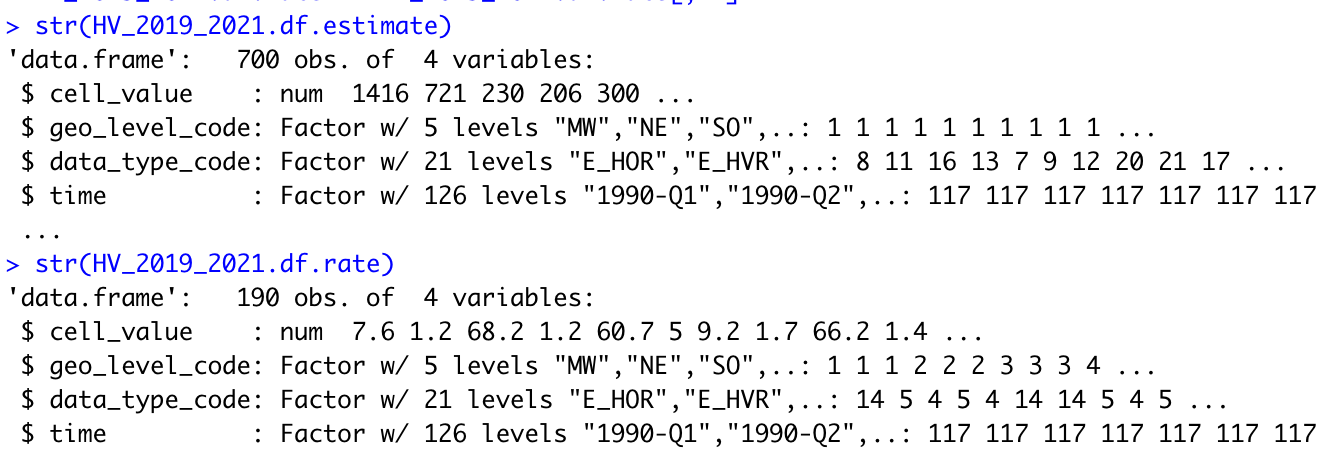 > str(HV_2019_2021.df.estimate)
'data.frame':   700 obs. of  4 variables:
 $ cell_value    : num  1416 721 230 206 300 ...
 $ geo_level_code: Factor w/ 5 levels "MW","NE","SO",..: 1 1 1 1 1 1 1 1 1 1 ...
 $ data_type_code: Factor w/ 21 levels "E_HOR","E_HVR",..: 8 11 16 13 7 9 12 20 21 17 ...
 $ time          : Factor w/ 126 levels "1990-Q1","1990-Q2",..: 117 117 117 117 117 117 117
 ...
> str(HV_2019_2021.df.rate)
'data.frame':   190 obs. of  4 variables:
 $ cell_value    : num  7.6 1.2 68.2 1.2 60.7 5 9.2 1.7 66.2 1.4 ...
 $ geo_level_code: Factor w/ 5 levels "MW","NE","SO",..: 1 1 1 2 2 2 3 3 3 4 ...
 $ data_type_code: Factor w/ 21 levels "E_HOR","E_HVR",..: 14 5 4 5 4 14 14 5 4 5 ...
 $ time          : Factor w/ 126 levels "1990-Q1","1990-Q2",..: 117 117 117 117 117 117 117